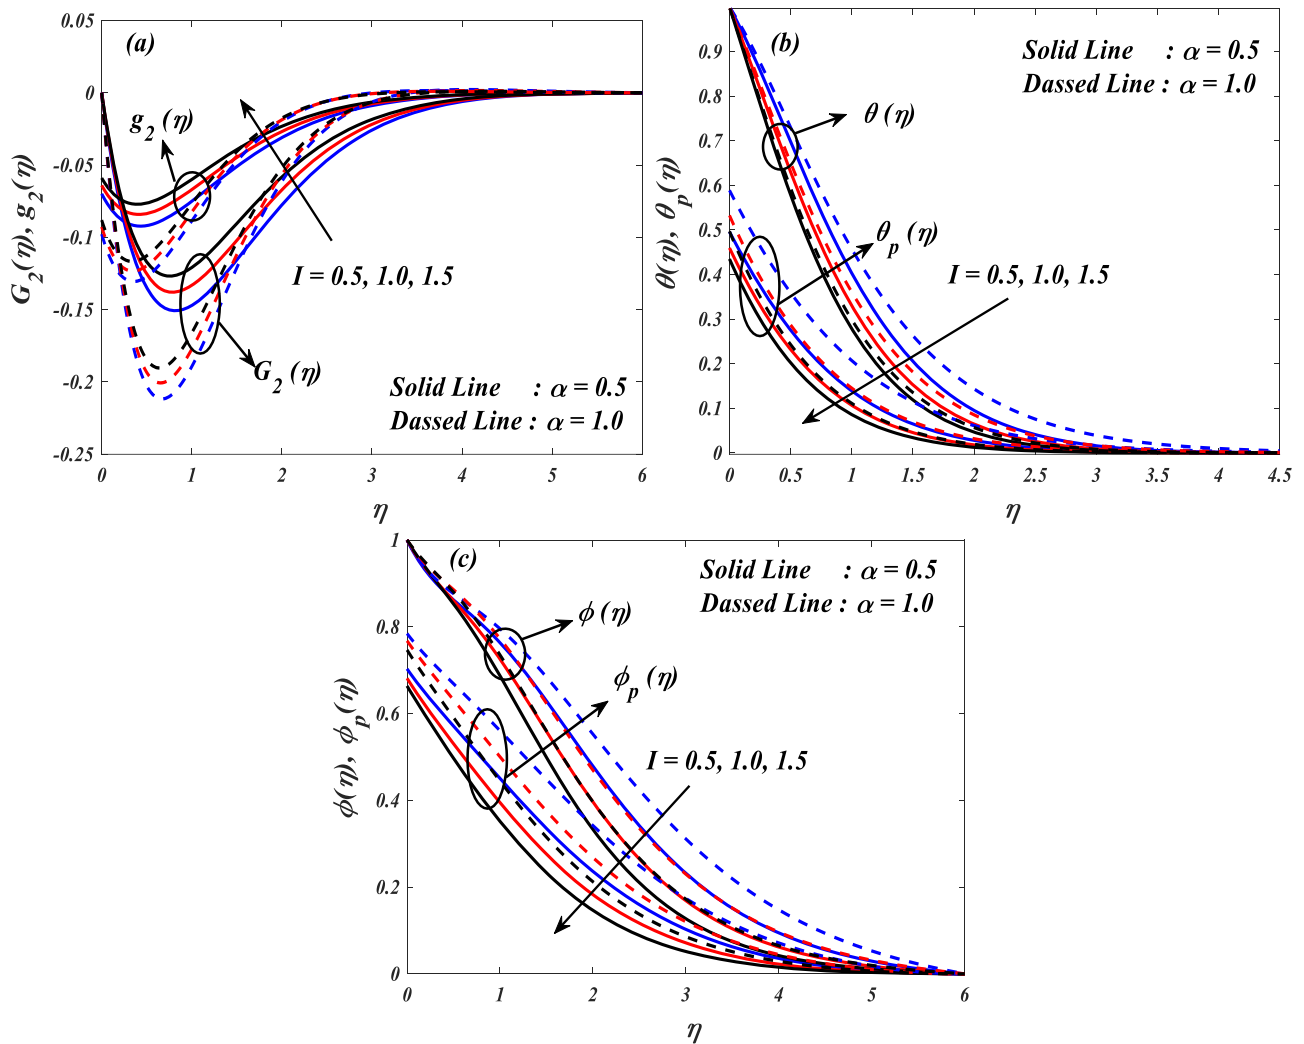 (a)
0.05
0
-0.05
-0.1
-0.15
-0.2
-0.25
G2(η), g2(η)
g2 (η)
I = 0.5, 1.0, 1.5
G2 (η)
Solid Line : α = 0.5
Dassed Line : α = 1.0
0 1 2 3 4 5 6
η
(b)
0.9
0.8
0.7
0.6
0.5
0.4
0.3
0.2
0.1
0
θ(η), θp(η)
Solid Line : α = 0.5
Dassed Line : α = 1.0
θ (η)
θp (η)
I = 0.5, 1.0, 1.5
0 0.5 1 1.5 2 2.5 3 3.5 4 4.5
η
(c)
1
0.8
0.6
0.4
0.2
0
ϕ(η), ϕp(η)
Solid Line : α = 0.5
Dassed Line : α = 1.0
ϕ (η)
ϕp (η)
I = 0.5, 1.0, 1.5
0 1 2 3 4 5 6
η